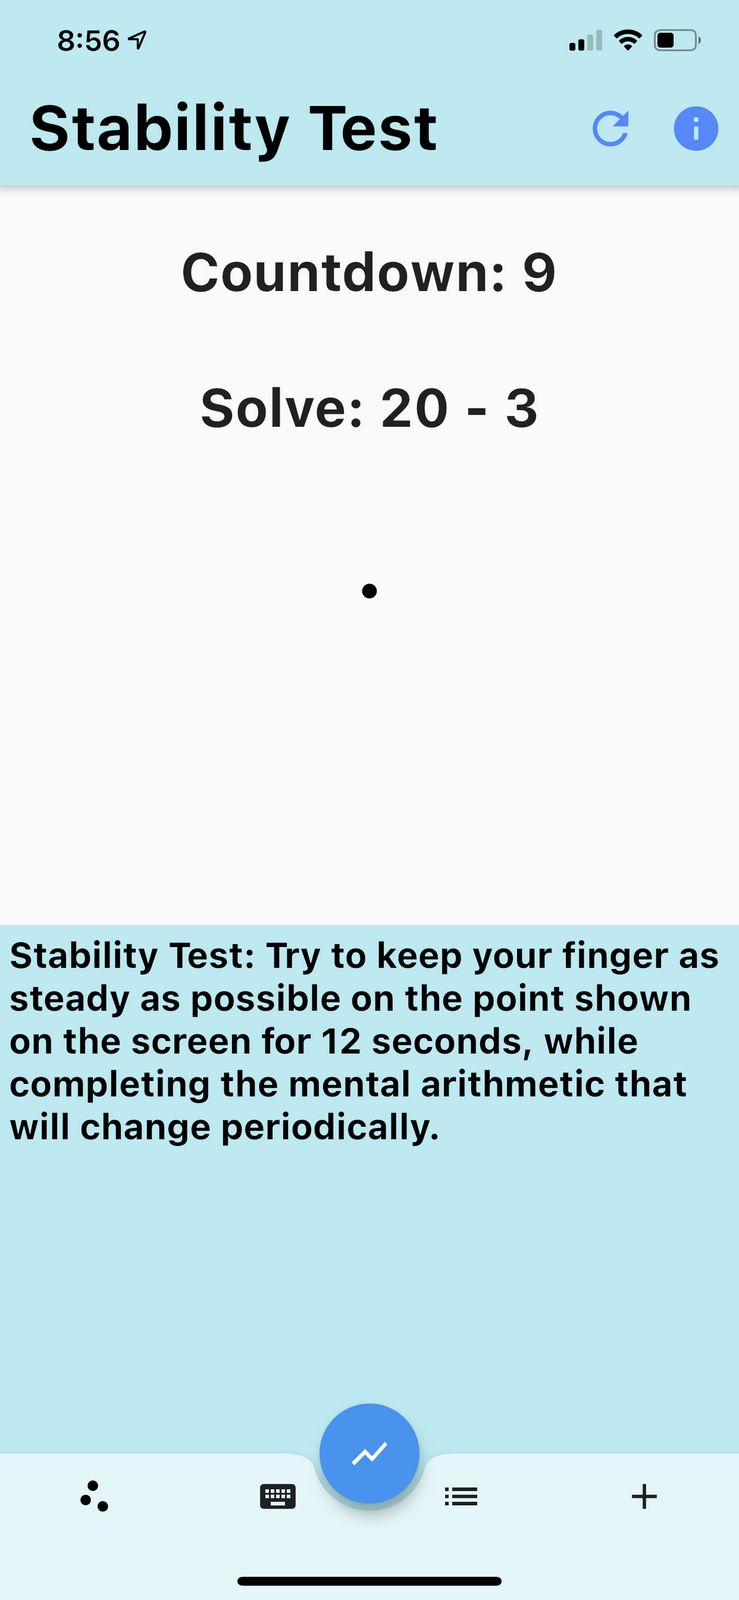 8:56
Stability Test
Countdown: 9
Solve: 20 - 3
Stability Test: Try to keep your finger as
steady as possible on the point shown
on the screen for 12 seconds, while
completing the mental arithmetic that
will change periodically.